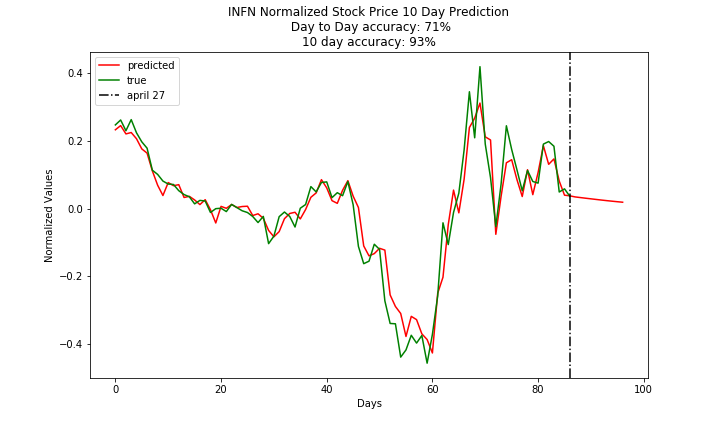 INFN Normalized Stock Price 10 Day Prediction
Day to Day accuracy: 71%
10 day accuracy: 93%
predicted
true
april 27
Normalized Values
0.4
0.2
0.0
−0.2
−0.4
0 20 40 60 80 100
Days